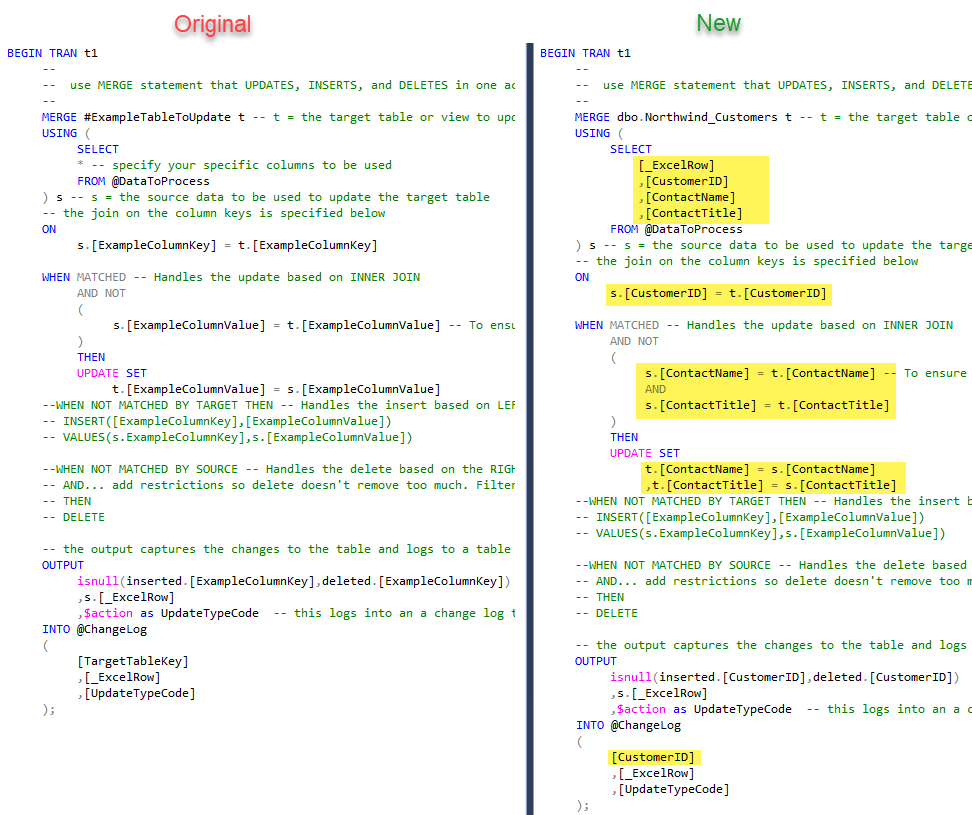 Original
BEGIN TRAN t1
--
--  use MERGE statement that UPDATES, INSERTS, and DELETES in one ac
--
MERGE #ExampleTableToUpdate t -- t = the target table or view to upd
USING (
SELECT
* -- specify your specific columns to be used
FROM @DataToProcess
) s -- s = the source data to be used to update the target table
-- the join on the column keys is specified below
ON
s.[ExampleColumnKey] = t.[ExampleColumnKey]
WHEN MATCHED -- Handles the update based on INNER JOIN
AND NOT
(
s.[ExampleColumnValue] = t.[ExampleColumnValue] -- To ensu
)
THEN
UPDATE SET
t.[ExampleColumnValue] = s.[ExampleColumnValue]
--WHEN NOT MATCHED BY TARGET THEN -- Handles the insert based on LEF
-- INSERT([ExampleColumnKey],[ExampleColumnValue])
-- VALUES(s.ExampleColumnKey],s.[ExampleColumnValue])
--WHEN NOT MATCHED BY SOURCE -- Handles the delete based on the RIGH
-- AND... add restrictions so delete doesn't remove too much. Filter
-- THEN
-- DELETE
-- the output captures the changes to the table and logs to a table
OUTPUT
isnull(inserted.[ExampleColumnKey],deleted.[ExampleColumnKey])
,s.[_ExcelRow]
,$action as UpdateTypeCode  -- this logs into an a change log t
INTO @ChangeLog
(
[TargetTableKey]
,[_ExcelRow]
,[UpdateTypeCode]
);
New
BEGIN TRAN t1
--
--  use MERGE statement that UPDATES, INSERTS, and DELETE
--
MERGE dbo.Northwind_Customers t -- t = the target table o
USING (
SELECT
[_ExcelRow]
,[CustomerID]
,[ContactName]
,[ContactTitle]
FROM @DataToProcess
) s -- s = the source data to be used to update the targe
-- the join on the column keys is specified below
ON
s.[CustomerID] = t.[CustomerID]
WHEN MATCHED -- Handles the update based on INNER JOIN
AND NOT
(
s.[ContactName] = t.[ContactName] -- To ensure
AND
s.[ContactTitle] = t.[ContactTitle]
)
THEN
UPDATE SET
t.[ContactName] = s.[ContactName]
,t.[ContactTitle] = s.[ContactTitle]
--WHEN NOT MATCHED BY TARGET THEN -- Handles the insert b
-- INSERT([ExampleColumnKey],[ExampleColumnValue])
-- VALUES(s.ExampleColumnKey],s.[ExampleColumnValue])
--WHEN NOT MATCHED BY SOURCE -- Handles the delete based
-- AND... add restrictions so delete doesn't remove too m
-- THEN
-- DELETE
-- the output captures the changes to the table and logs
OUTPUT
isnull(inserted.[CustomerID],deleted.[CustomerID])
,s.[_ExcelRow]
,$action as UpdateTypeCode  -- this logs into an a c
INTO @ChangeLog
(
[CustomerID]
,[_ExcelRow]
,[UpdateTypeCode]
);